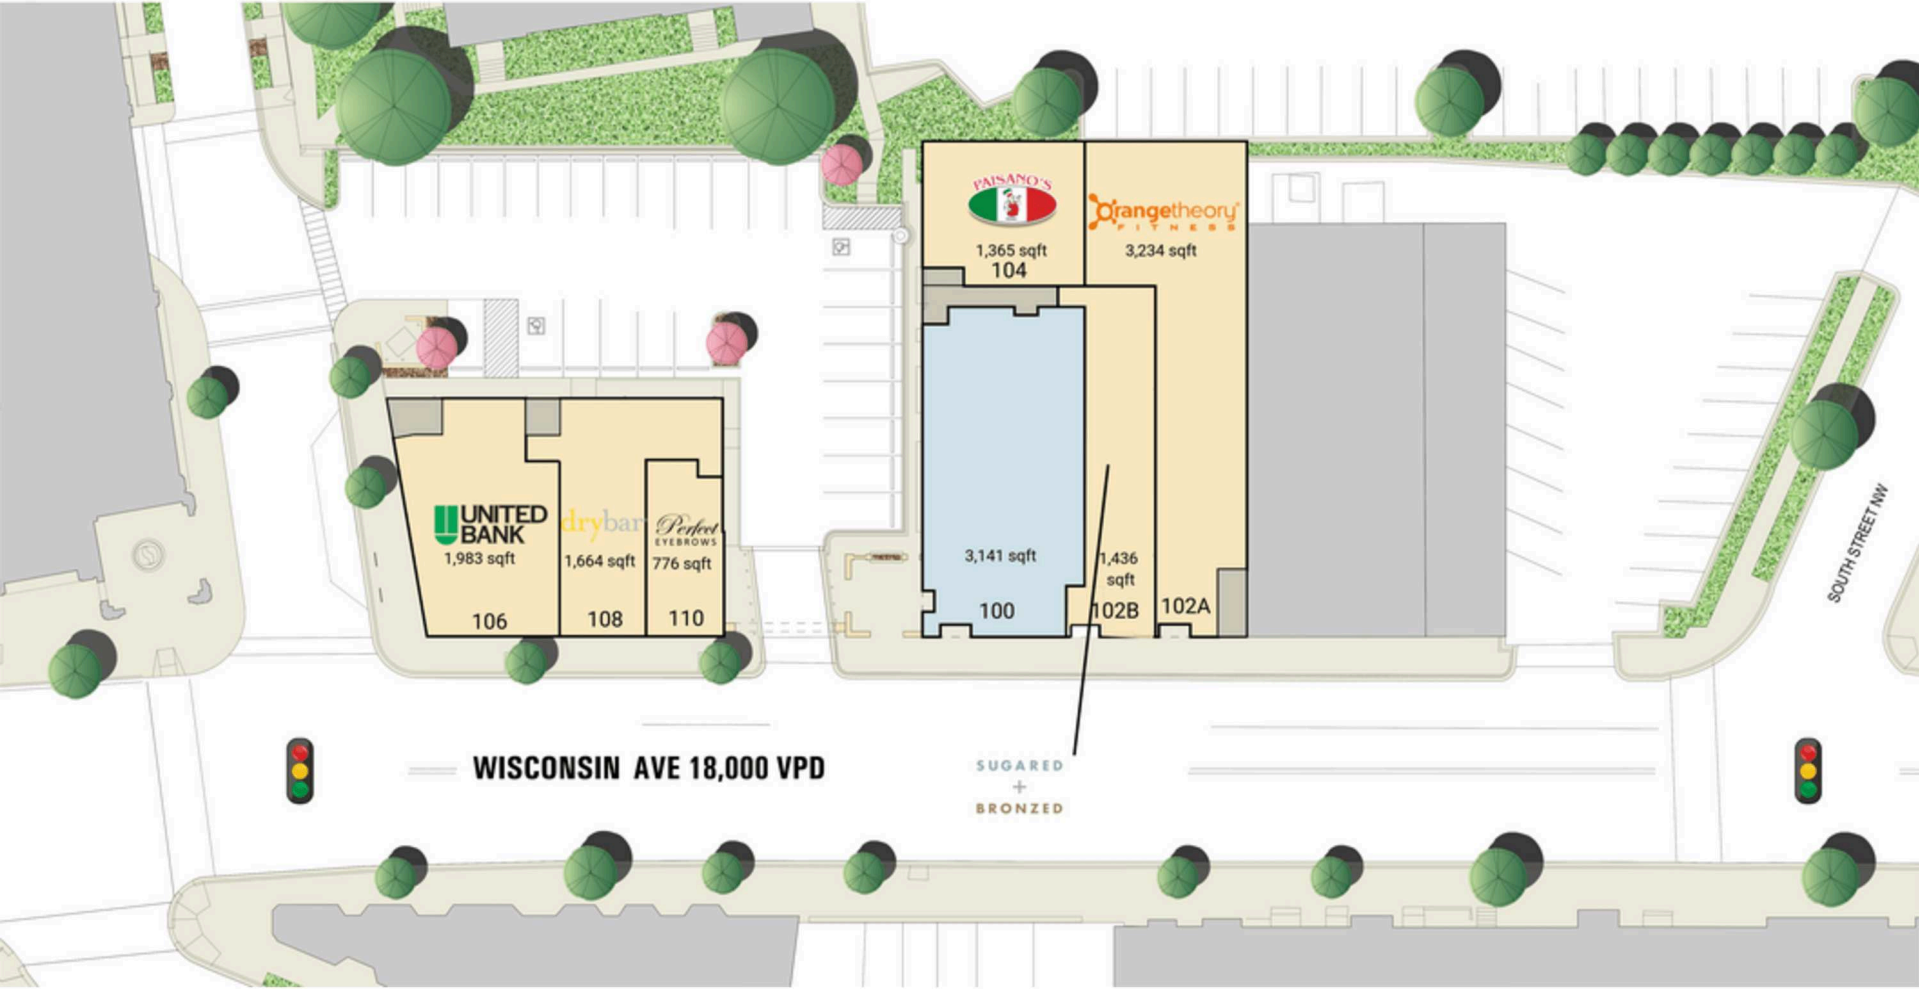 PAISANO'S
1,365 sqft
104
Orangetheory
FITNESS
3,234 sqft
UNITED
BANK
1,983 sqft
106
drybar
1,664 sqft
108
Perfect
EYEBROWS
776 sqft
110
3,141 sqft
100
1,436
sqft
102B
102A
SOUTH STREET NW
WISCONSIN AVE 18,000 VPD
SUGARED
+
BRONZED